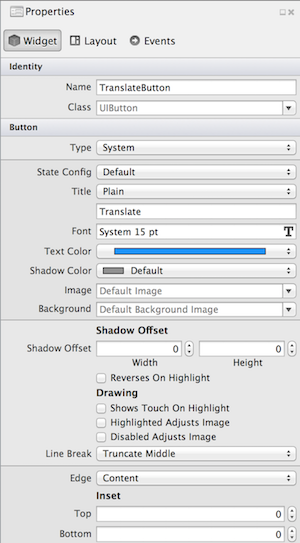 Properties
Widget Layout Events
Identity
Name TranslateButton
Class UIButton
Button
Type System
State Config Default
Title Plain
Translate
Font System 15 pt T
Text Color
Shadow Color Default
Image Default Image
Background Default Background Image
Shadow Offset
Shadow Offset 0 0
Width Height
Reverses On Highlight
Drawing
Shows Touch On Highlight
Highlighted Adjusts Image
Disabled Adjusts Image
Line Break Truncate Middle
Edge Content
Inset
Top 0
Bottom 0